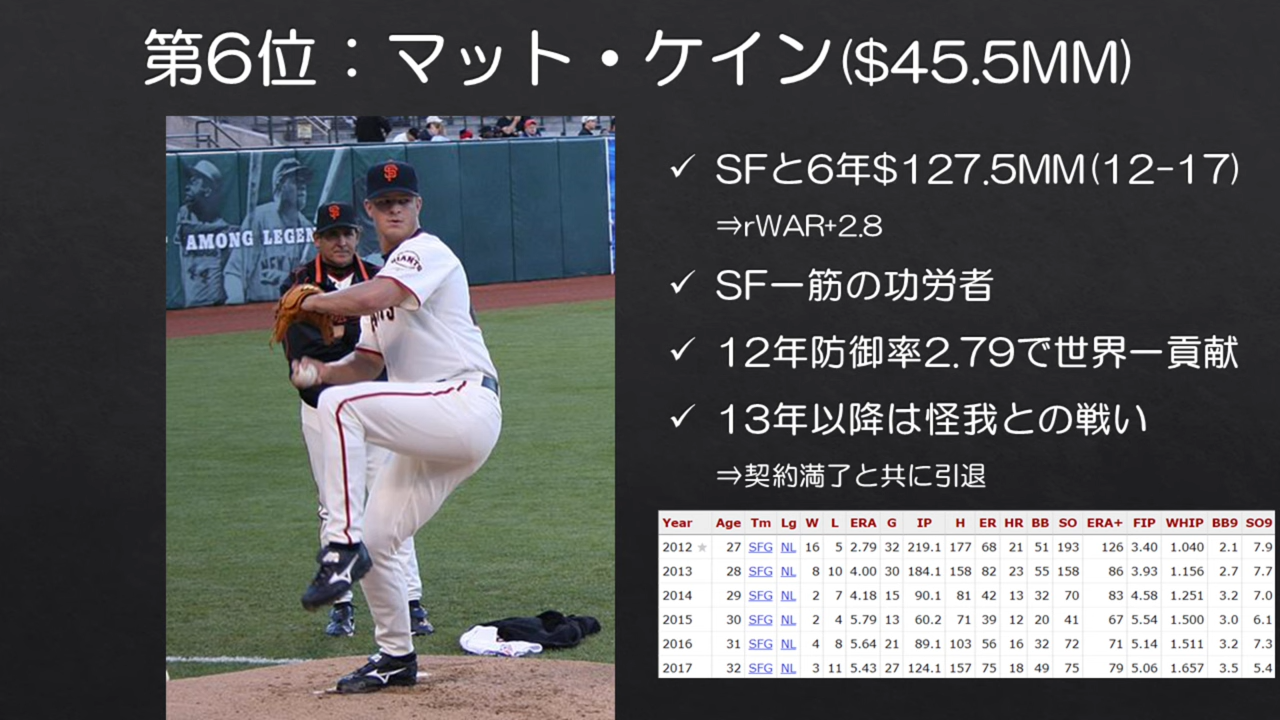 第6位：マット・ケイン($45.5MM)
AMONG LEGEN
SF
GIANTS
✓ SFと6年$127.5MM(12-17)
⇒rWAR+2.8
✓ SF一筋の功労者
✓ 12年防御率2.79で世界一貢献
✓ 13年以降は怪我との戦い
⇒契約満了と共に引退
Year Age Tm Lg W L ERA G IP H ER HR BB SO ERA+ FIP WHIP BB9 SO9
2012 ★ 27 SFG NL 16 5 2.79 32 219.1 177 68 21 51 193 126 3.40 1.040 2.1 7.9
2013 28 SFG NL 8 10 4.00 30 184.1 158 82 23 55 158 86 3.93 1.156 2.7 7.7
2014 29 SFG NL 2 7 4.18 15 90.1 81 42 13 32 70 83 4.58 1.251 3.2 7.0
2015 30 SFG NL 2 4 5.79 13 60.2 71 39 12 20 41 67 5.54 1.500 3.0 6.1
2016 31 SFG NL 4 8 5.64 21 89.1 103 56 16 32 72 71 5.14 1.511 3.2 7.3
2017 32 SFG NL 3 11 5.43 27 124.1 157 75 18 49 75 79 5.06 1.657 3.5 5.4